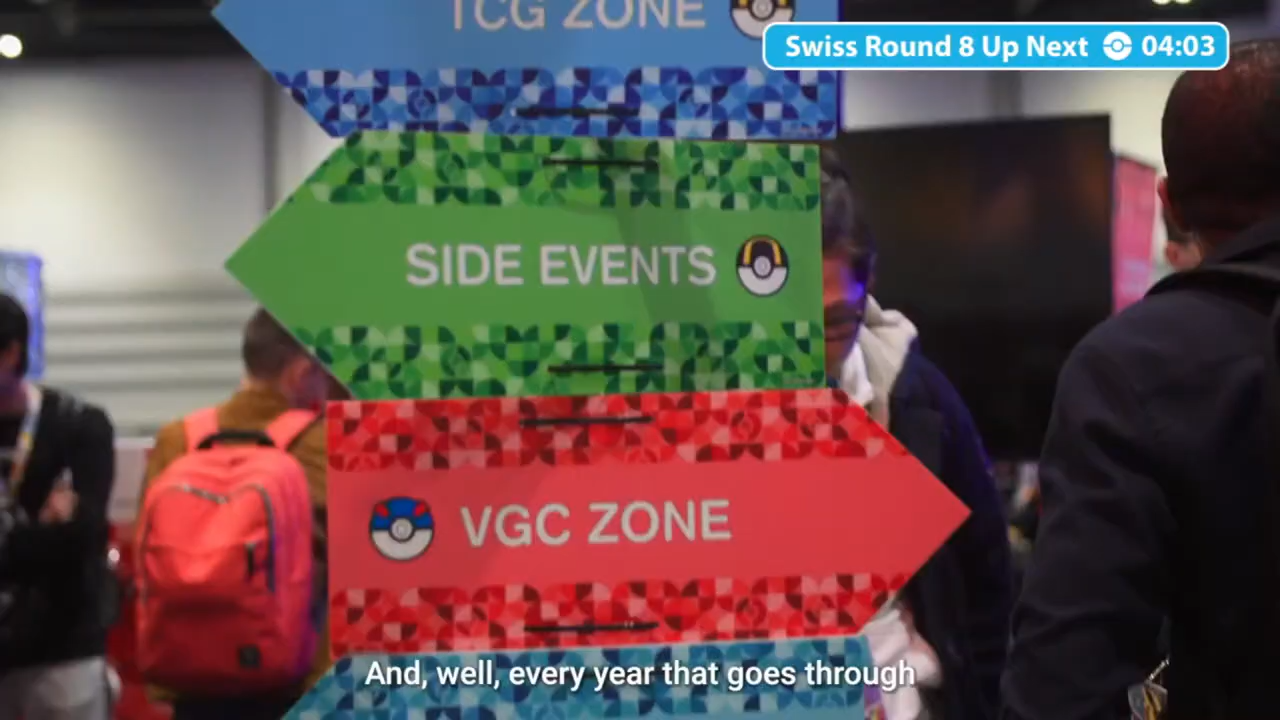 TCG ZONE
Swiss Round 8 Up Next 04:03
SIDE EVENTS
VGC ZONE
And, well, every year that goes through